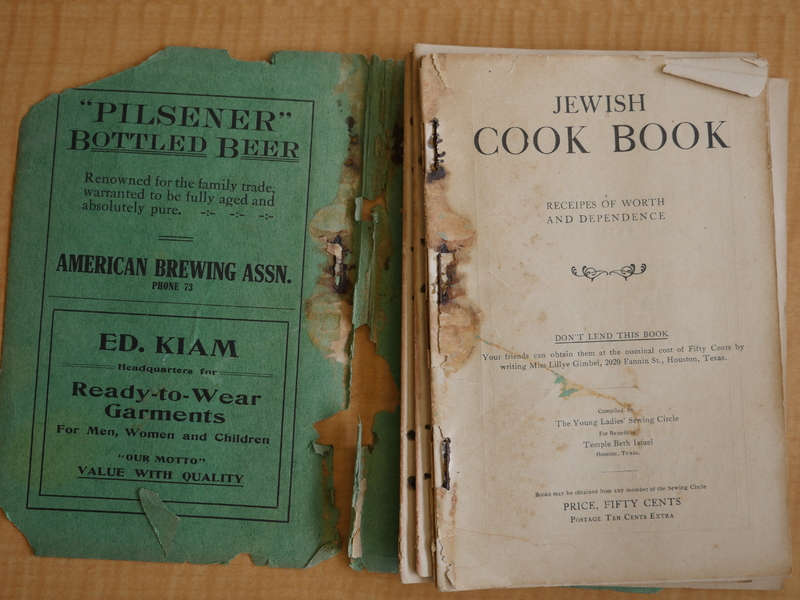 "PILSENER"
BOTTLED BEER
Renowned for the family trade,
warranted to be fully aged and
absolutely pure. -:- -:- -:-
AMERICAN BREWING ASSN.
PHONE 73
ED. KIAM
Headquarters for
Ready-to-Wear
Garments
For Men, Women and Children
"OUR MOTTO"
VALUE WITH QUALITY
JEWISH
COOK BOOK
RECEIPES OF WORTH
AND DEPENDENCE
DON'T LEND THIS BOOK
Your friends can obtain them at the nominal cost of Fifty Cents by
writing Miss Lillye Gimbel, 2020 Fannin St., Houston, Texas.
Compiled by
The Young Ladies' Sewing Circle
For Benefit of
Temple Beth Israel
Houston, Texas.
Books may be obtained from any member of the Sewing Circle
PRICE, FIFTY CENTS
POSTAGE TEN CENTS EXTRA